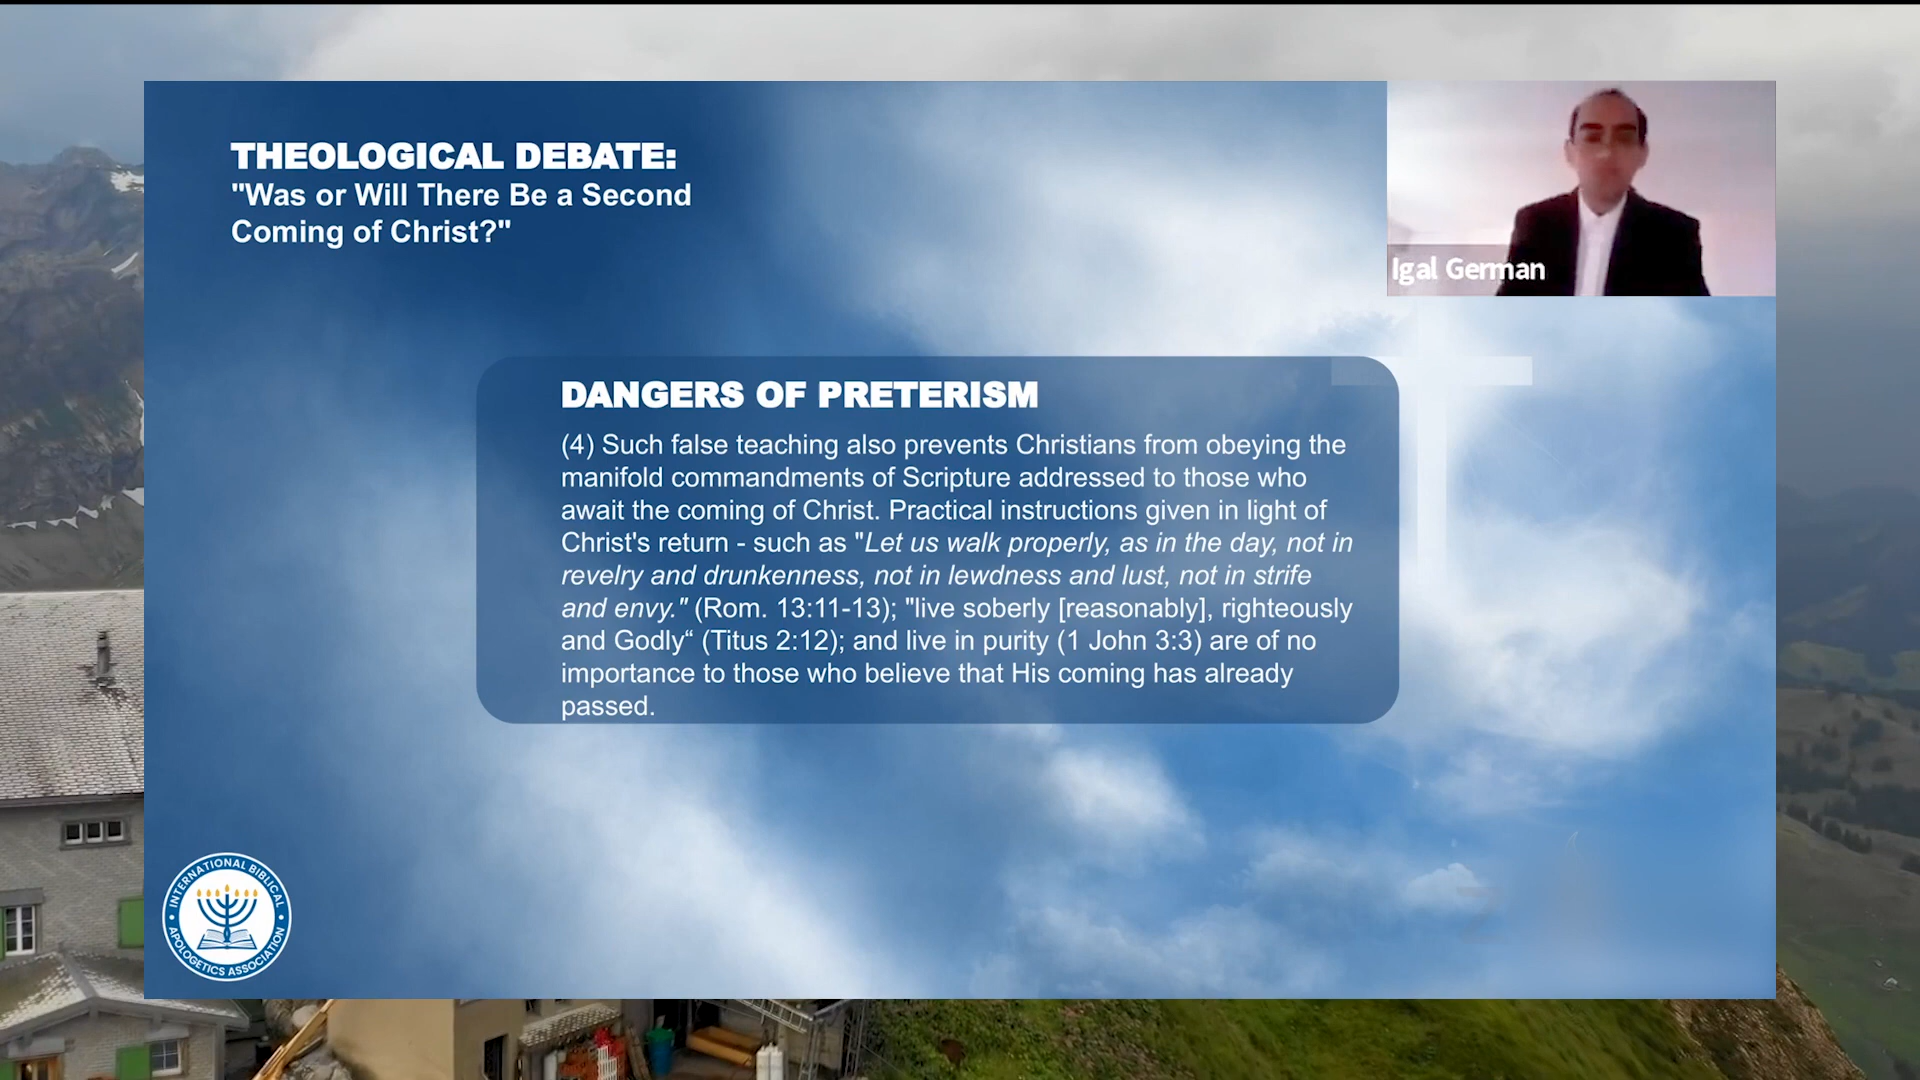 THEOLOGICAL DEBATE:
"Was or Will There Be a Second
Coming of Christ?"
Igal German
DANGERS OF PRETERISM
(4) Such false teaching also prevents Christians from obeying the
manifold commandments of Scripture addressed to those who
await the coming of Christ. Practical instructions given in light of
Christ's return - such as "Let us walk properly, as in the day, not in
revelry and drunkenness, not in lewdness and lust, not in strife
and envy." (Rom. 13:11-13); "live soberly [reasonably], righteously
and Godly“ (Titus 2:12); and live in purity (1 John 3:3) are of no
importance to those who believe that His coming has already
passed.
INTERNATIONAL BIBLICAL
APOLOGETICS ASSOCIATION